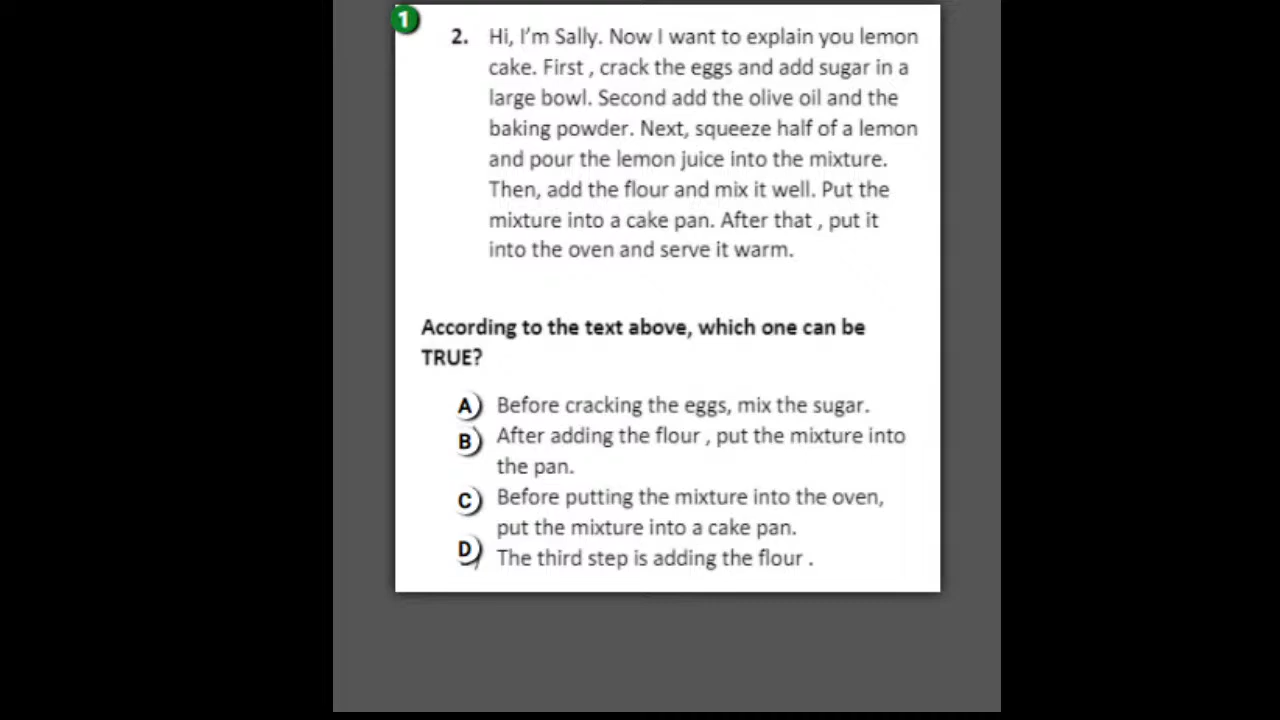 1
2. Hi, I'm Sally. Now I want to explain you lemon
cake. First , crack the eggs and add sugar in a
large bowl. Second add the olive oil and the
baking powder. Next, squeeze half of a lemon
and pour the lemon juice into the mixture.
Then, add the flour and mix it well. Put the
mixture into a cake pan. After that , put it
into the oven and serve it warm.
According to the text above, which one can be
TRUE?
A) Before cracking the eggs, mix the sugar.
B) After adding the flour , put the mixture into
the pan.
C) Before putting the mixture into the oven,
put the mixture into a cake pan.
D) The third step is adding the flour .